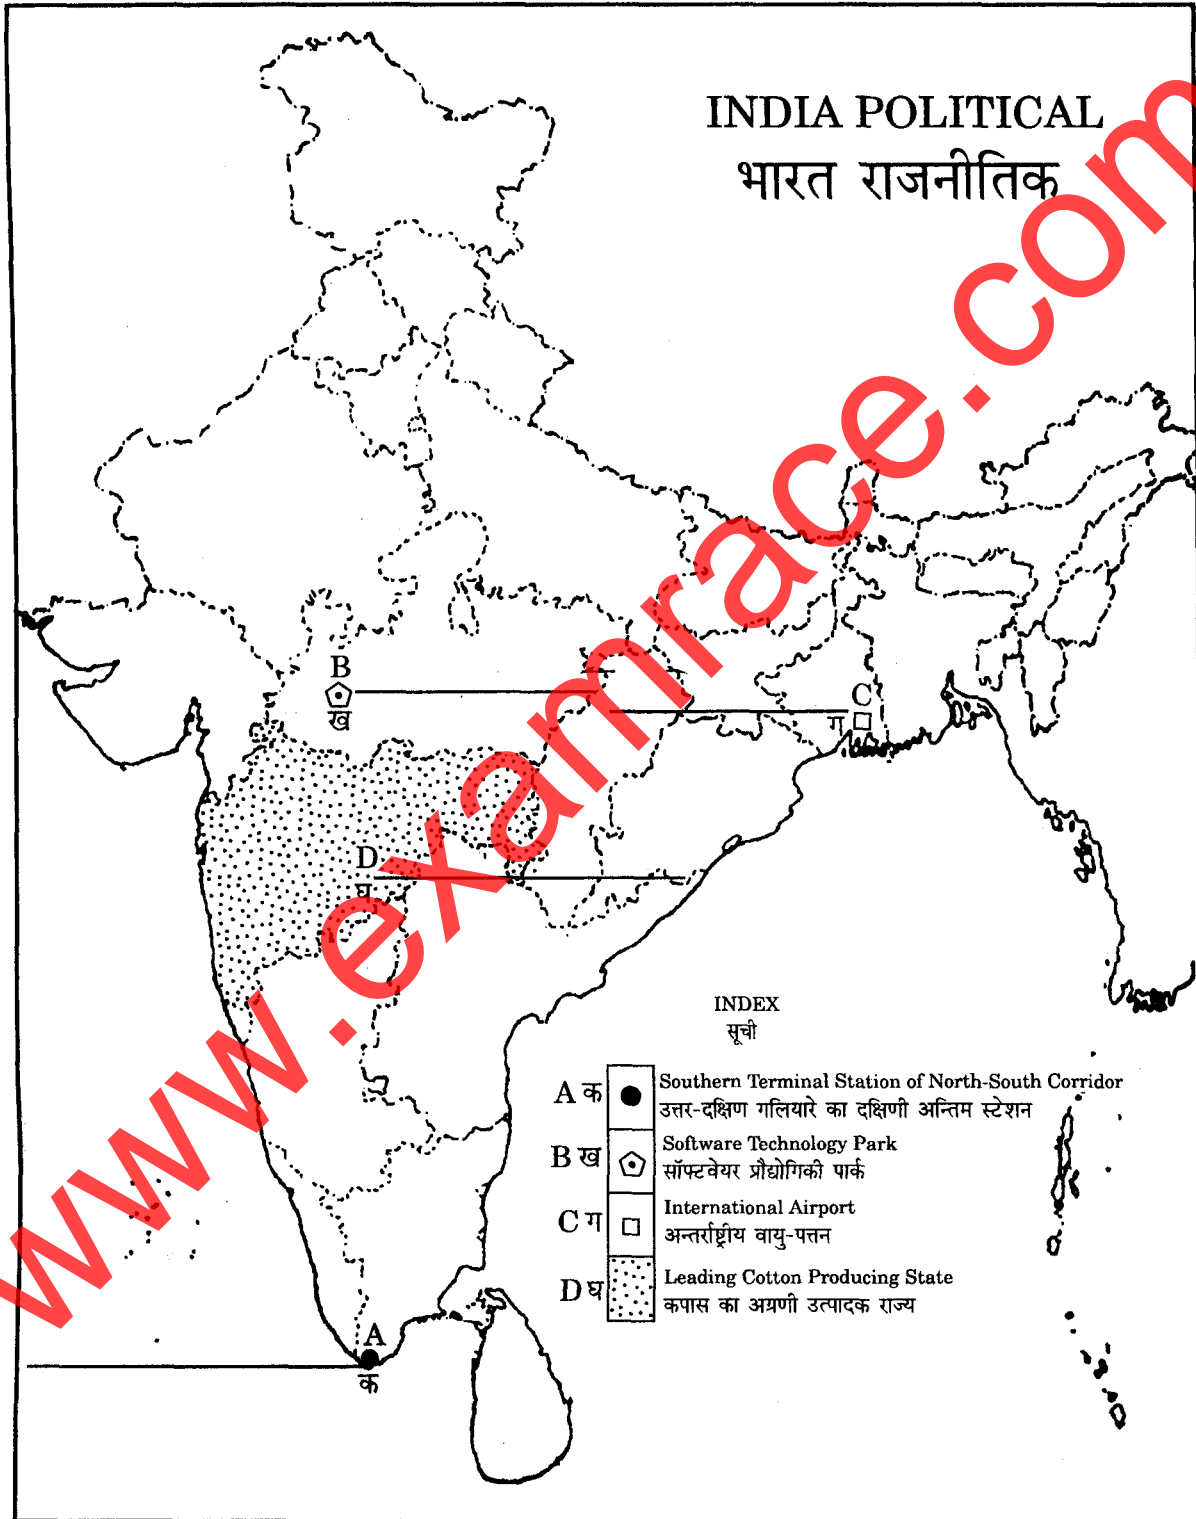 INDIA POLITICAL
भारत राजनीतिक
B
ख
C
ग
D
घ
INDEX
सूची
A क Southern Terminal Station of North-South Corridor
उत्तर-दक्षिण गलियारे का दक्षिणी अन्तिम स्टेशन
B ख Software Technology Park
सॉफ्टवेयर प्रौद्योगिकी पार्क
C ग International Airport
अन्तर्राष्ट्रीय वायु-पत्तन
D घ Leading Cotton Producing State
कपास का अग्रणी उत्पादक राज्य
A
क
www.examrace.com